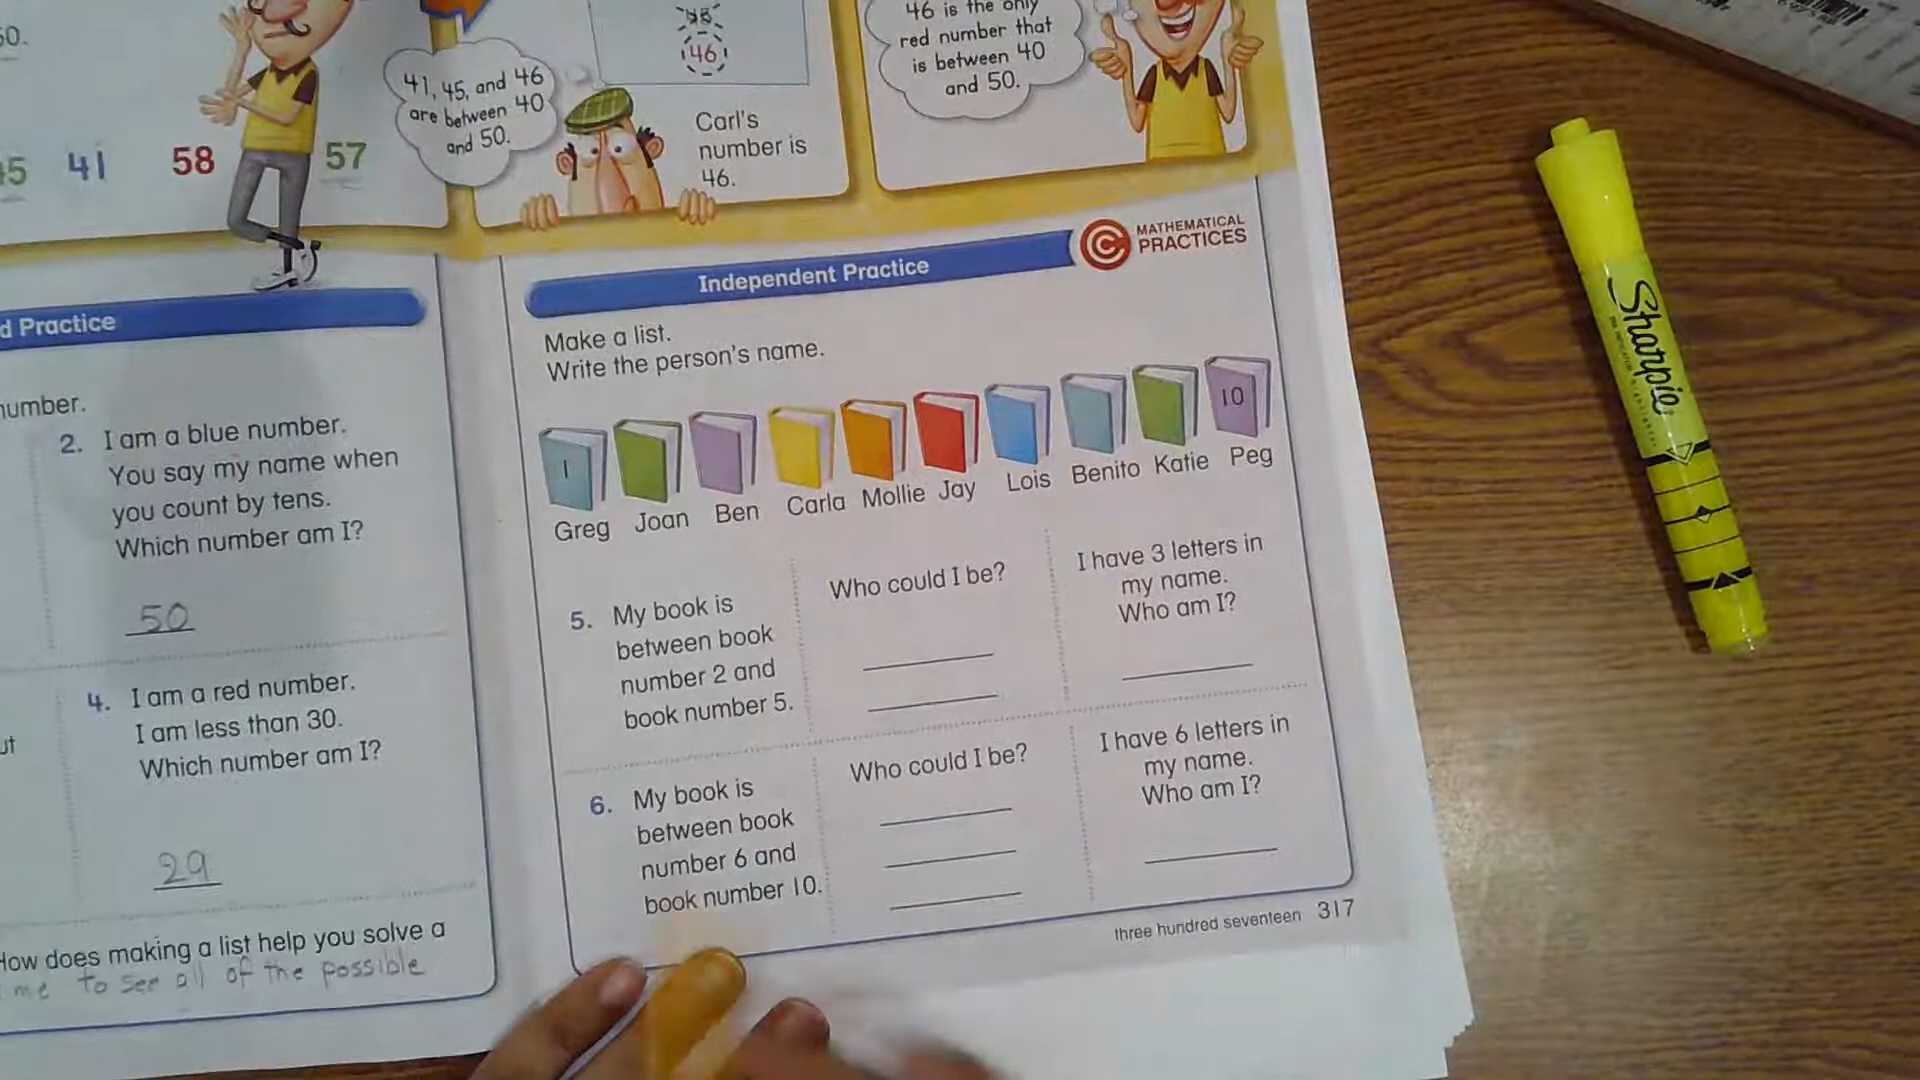 50.
45 41 58 57
41, 45, and 46
are between 40
and 50.
48
46
Carl's
number is
46.
46 is the only
red number that
is between 40
and 50.
d Practice
number.
2. I am a blue number.
You say my name when
you count by tens.
Which number am I?
50
4. I am a red number.
I am less than 30.
Which number am I?
29
How does making a list help you solve a
me to see all of the possible
Independent Practice
MATHEMATICAL
PRACTICES
Make a list.
Write the person's name.
1 10
Greg Joan Ben Carla Mollie Jay Lois Benito Katie Peg
5. My book is
between book
number 2 and
book number 5.
Who could I be?
I have 3 letters in
my name.
Who am I?
6. My book is
between book
number 6 and
book number 10.
Who could I be?
I have 6 letters in
my name.
Who am I?
three hundred seventeen 317
Sharpie